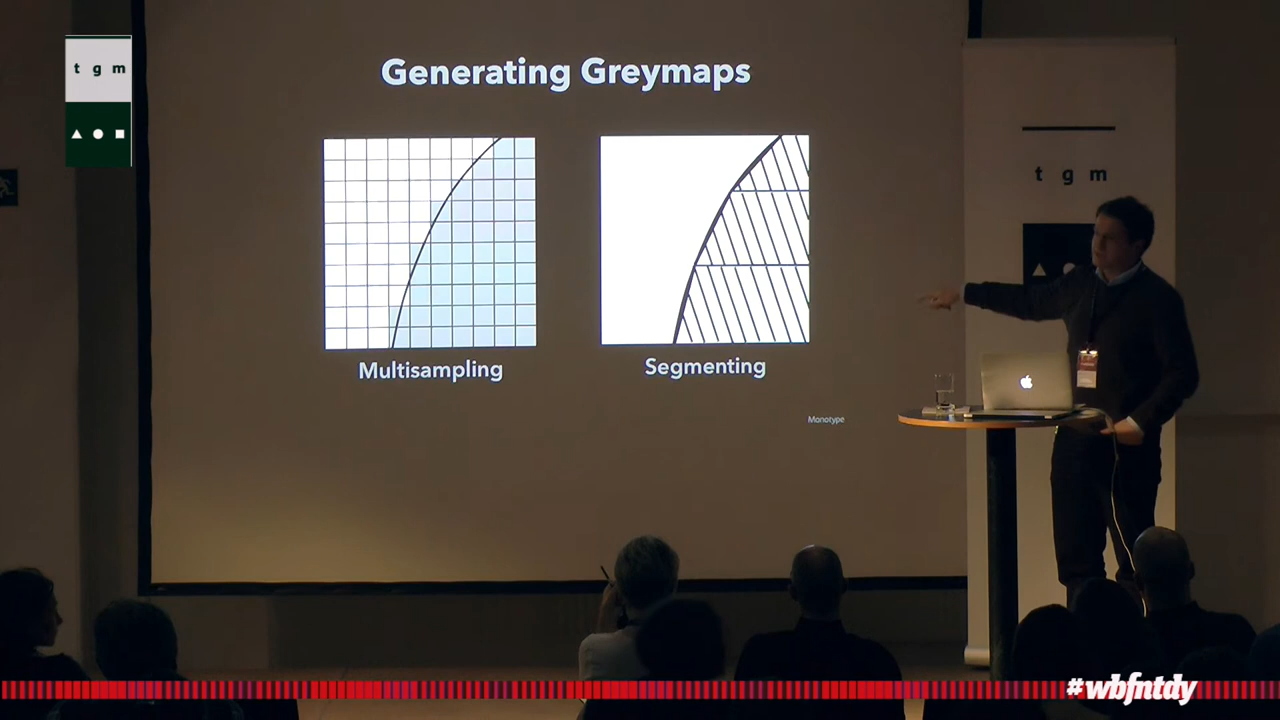 t g m
Generating Greymaps
Multisampling
Segmenting
Monotype
t g m
#wbfntdy